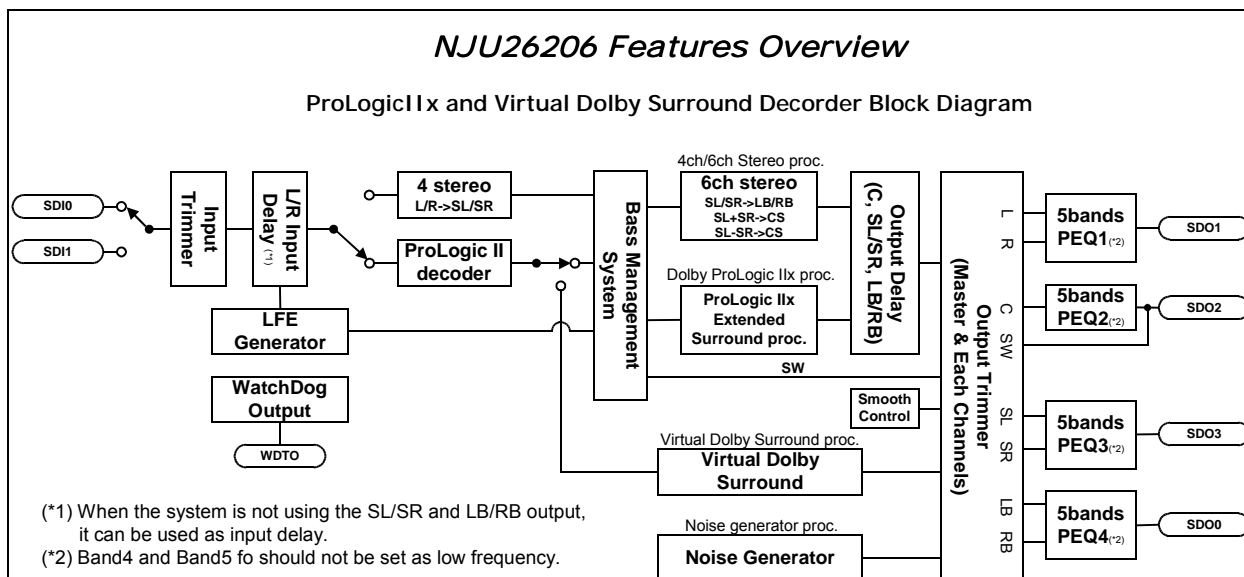 NJU26206 Features Overview
ProLogicIIx and Virtual Dolby Surround Decorder Block Diagram
SDI0
SDI1
Input
Trimmer
L/R Input
Delay (*1)
4 stereo
L/R->SL/SR
ProLogic II
decoder
LFE
Generator
WatchDog
Output
WDTO
Bass Management
System
4ch/6ch Stereo proc.
6ch stereo
SL/SR->LB/RB
SL+SR->CS
SL-SR->CS
Dolby ProLogic IIx proc.
ProLogic IIx
Extended
Surround proc.
Output Delay
(C, SL/SR, LB/RB)
SW
Smooth
Control
Virtual Dolby Surround proc.
Virtual Dolby
Surround
Noise generator proc.
Noise Generator
Output Trimmer
(Master & Each Channels)
L
R
C
SW
SL
SR
LB
RB
5bands
PEQ1(*2)
5bands
PEQ2(*2)
5bands
PEQ3(*2)
5bands
PEQ4(*2)
SDO1
SDO2
SDO3
SDO0
(*1) When the system is not using the SL/SR and LB/RB output,
it can be used as input delay.
(*2) Band4 and Band5 fo should not be set as low frequency.